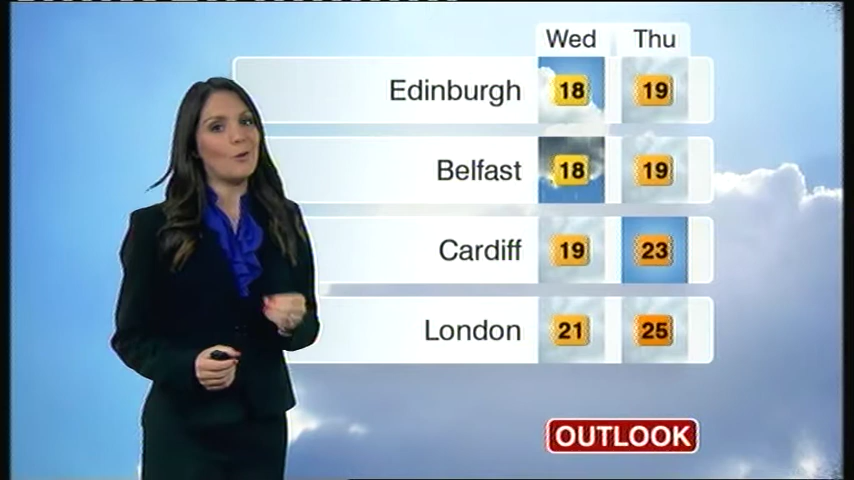 Wed Thu
Edinburgh 18 19
Belfast 18 19
Cardiff 19 23
London 21 25
OUTLOOK